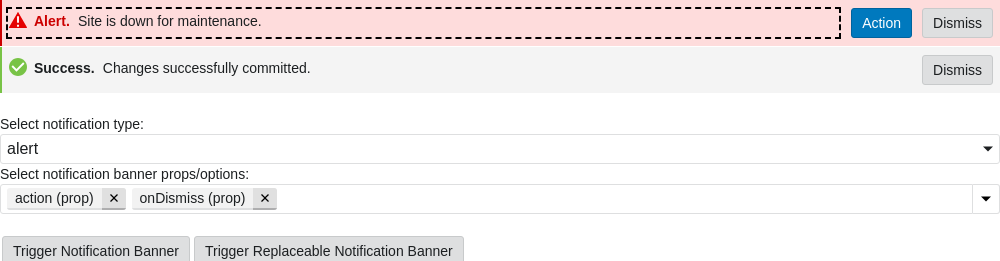 Alert. Site is down for maintenance. Action Dismiss
Success. Changes successfully committed. Dismiss
Select notification type:
alert
Select notification banner props/options:
action (prop) ✕ onDismiss (prop) ✕
Trigger Notification Banner Trigger Replaceable Notification Banner